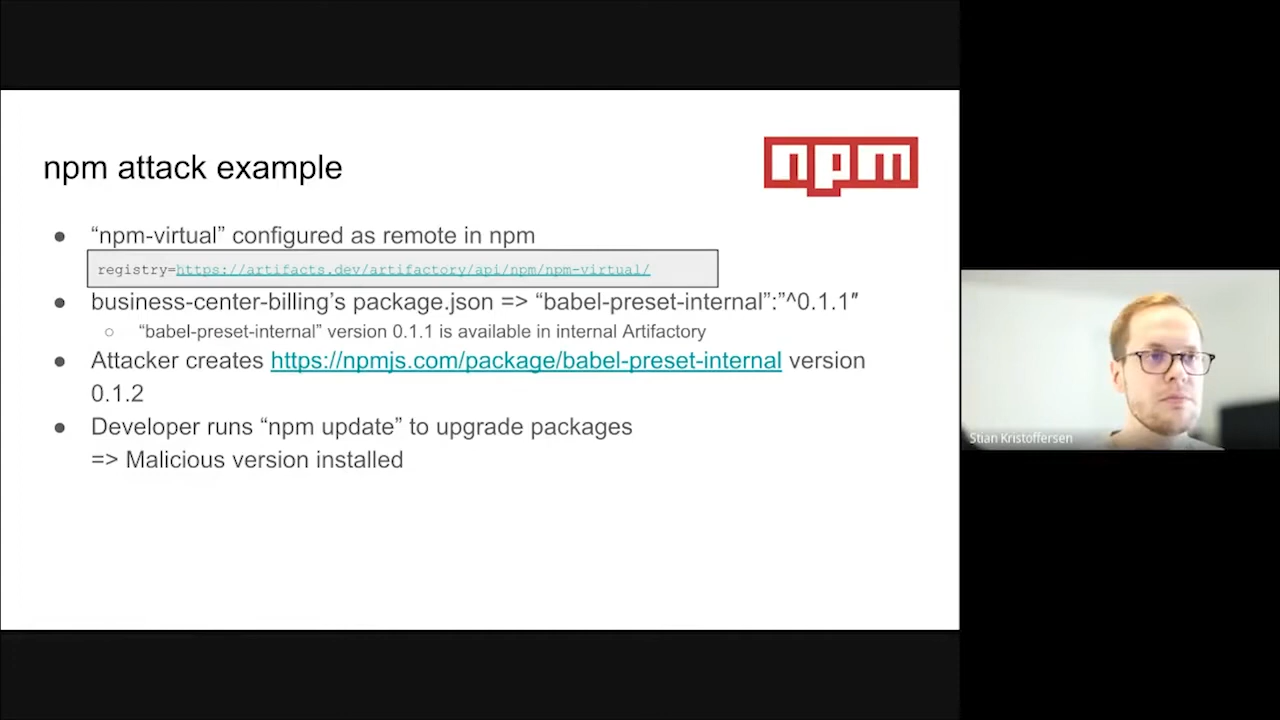 npm attack example
npm
● “npm-virtual” configured as remote in npm
registry=https://artifacts.dev/artifactory/api/npm/npm-virtual/
● business-center-billing’s package.json => “babel-preset-internal”:”^0.1.1″
○ “babel-preset-internal” version 0.1.1 is available in internal Artifactory
● Attacker creates https://npmjs.com/package/babel-preset-internal version
0.1.2
● Developer runs “npm update” to upgrade packages
=> Malicious version installed
Stian Kristoffersen